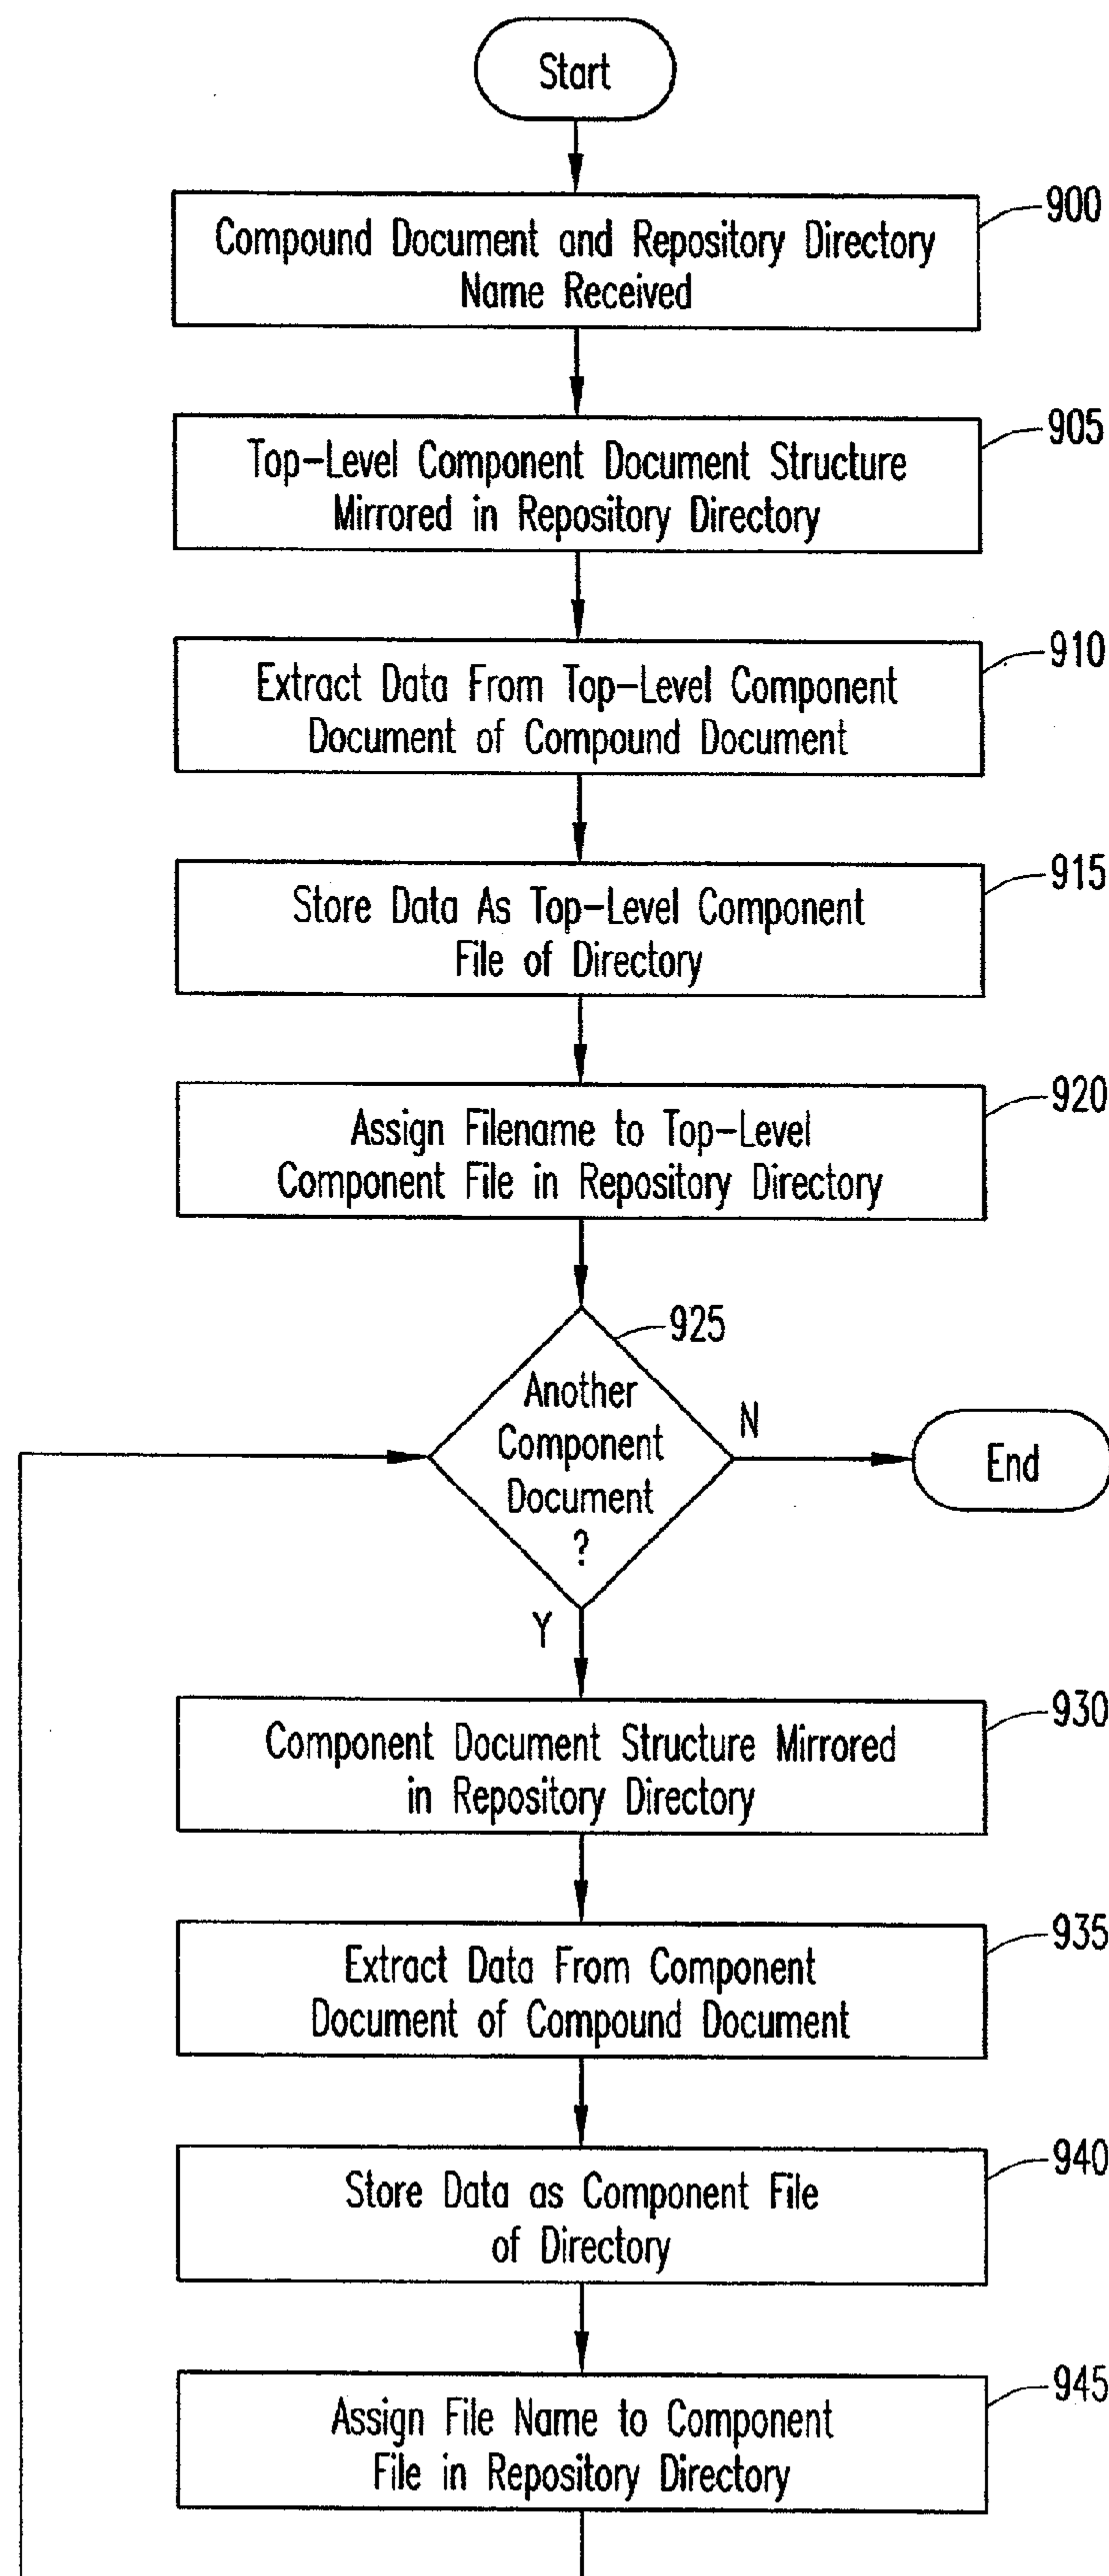 Start
900
Compound Document and Repository Directory
Name Received
905
Top-Level Component Document Structure
Mirrored in Repository Directory
910
Extract Data From Top-Level Component
Document of Compound Document
915
Store Data As Top-Level Component
File of Directory
920
Assign Filename to Top-Level
Component File in Repository Directory
925
Another
Component
Document
?
N
End
Y
930
Component Document Structure Mirrored
in Repository Directory
935
Extract Data From Component
Document of Compound Document
940
Store Data as Component File
of Directory
945
Assign File Name to Component
File in Repository Directory